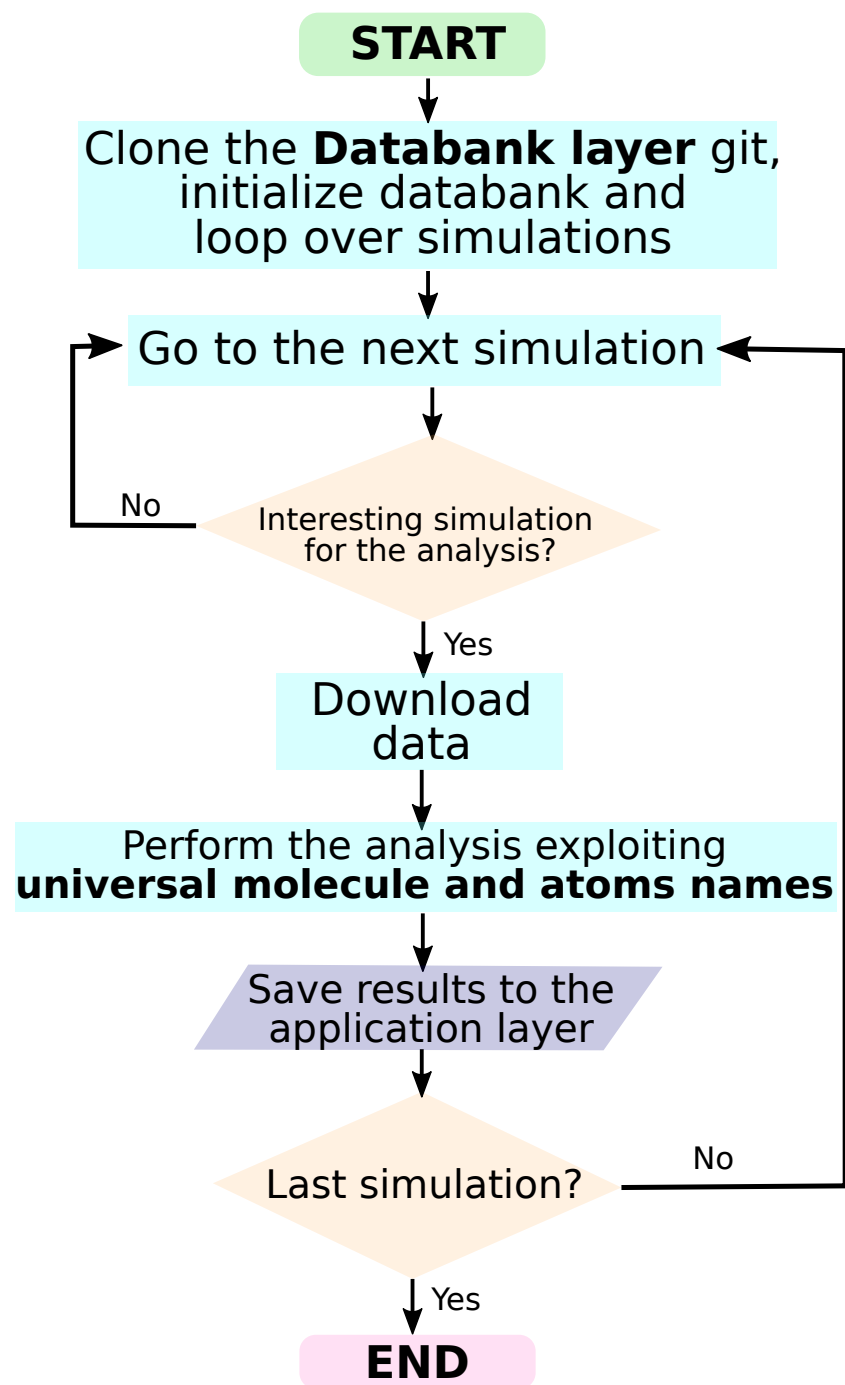 START
Clone the Databank layer git,
initialize databank and
loop over simulations
Go to the next simulation
No
Interesting simulation
for the analysis?
Yes
Download
data
Perform the analysis exploiting
universal molecule and atoms names
Save results to the
application layer
Last simulation?
No
Yes
END